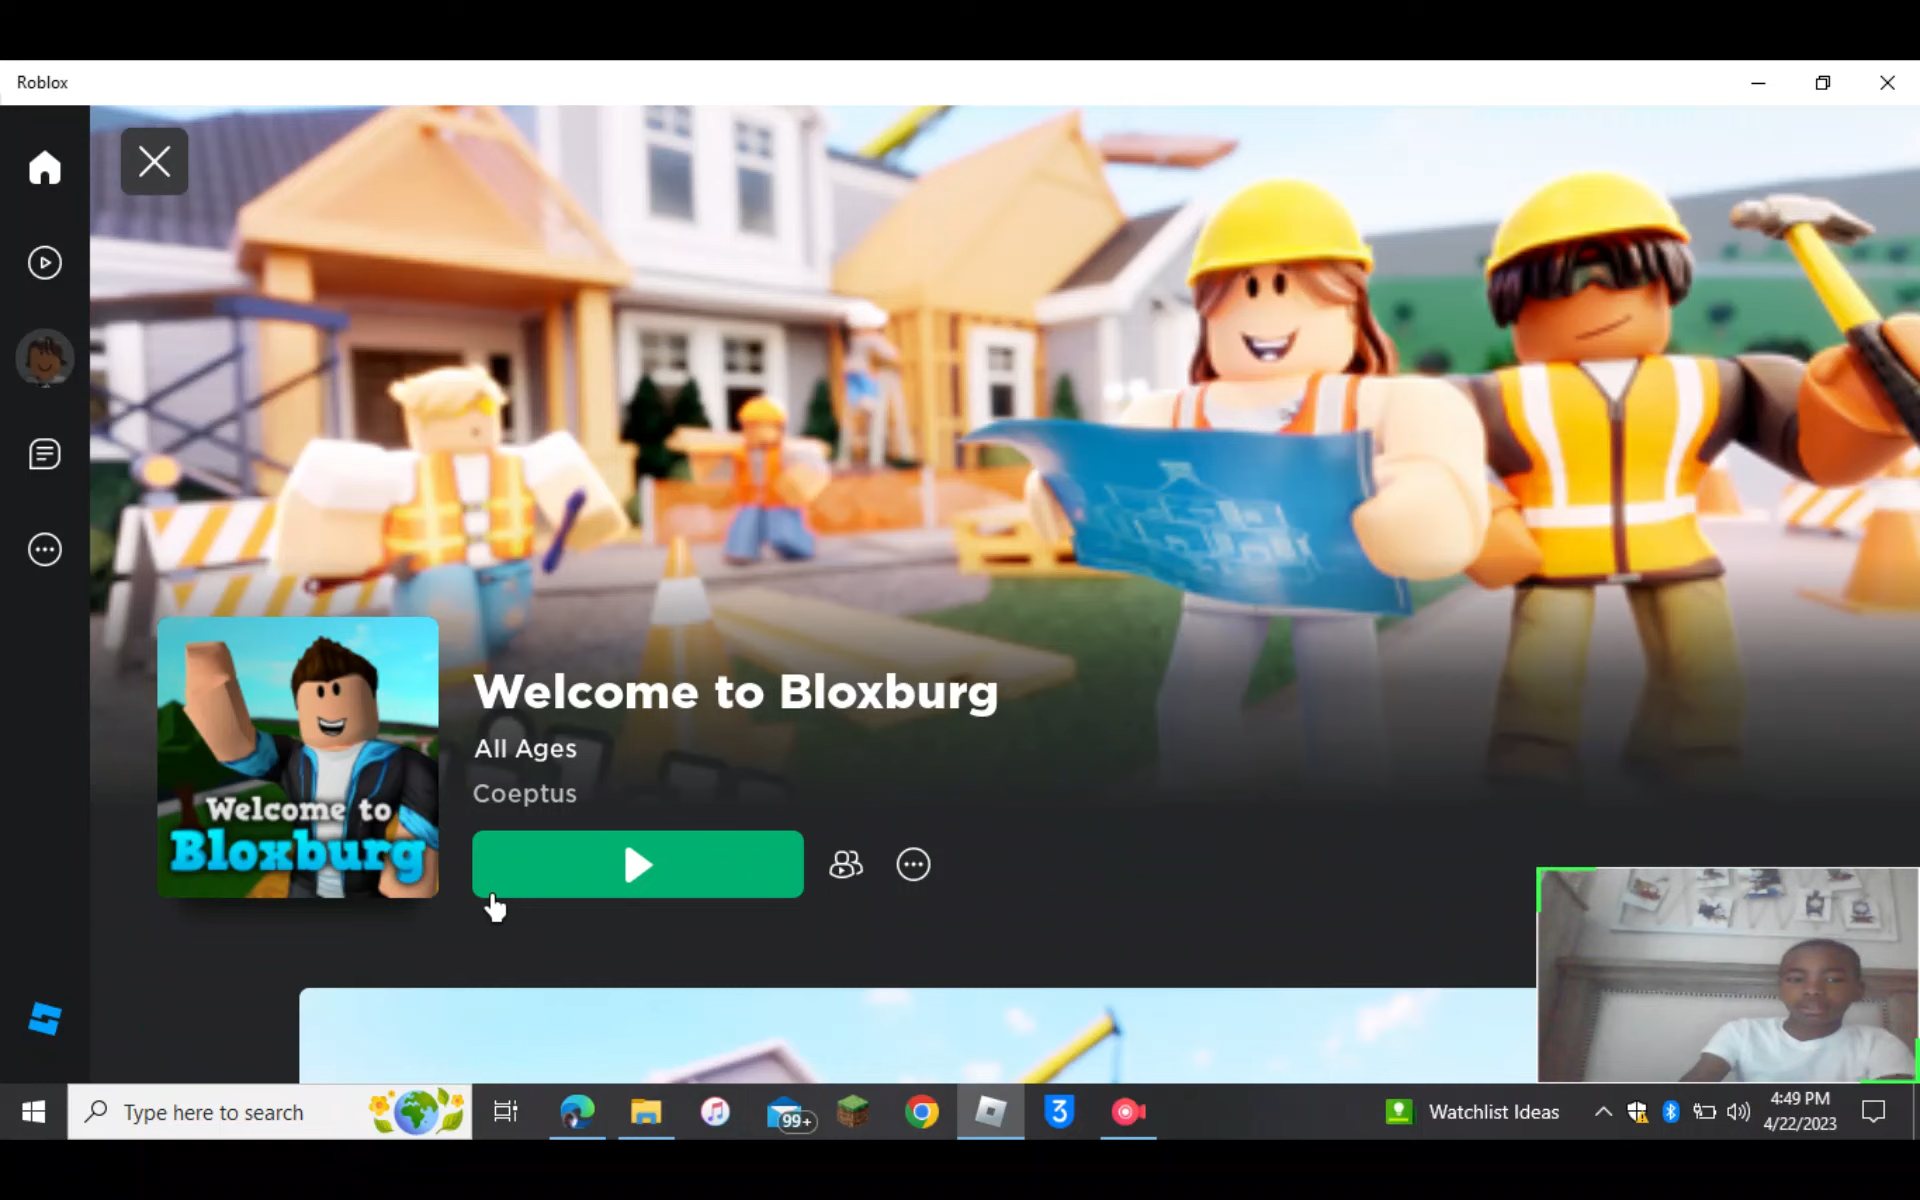 Roblox
Welcome to Bloxburg
All Ages
Coeptus
Welcome to
Bloxburg
Type here to search
99+
3
Watchlist Ideas
4:49 PM
4/22/2023